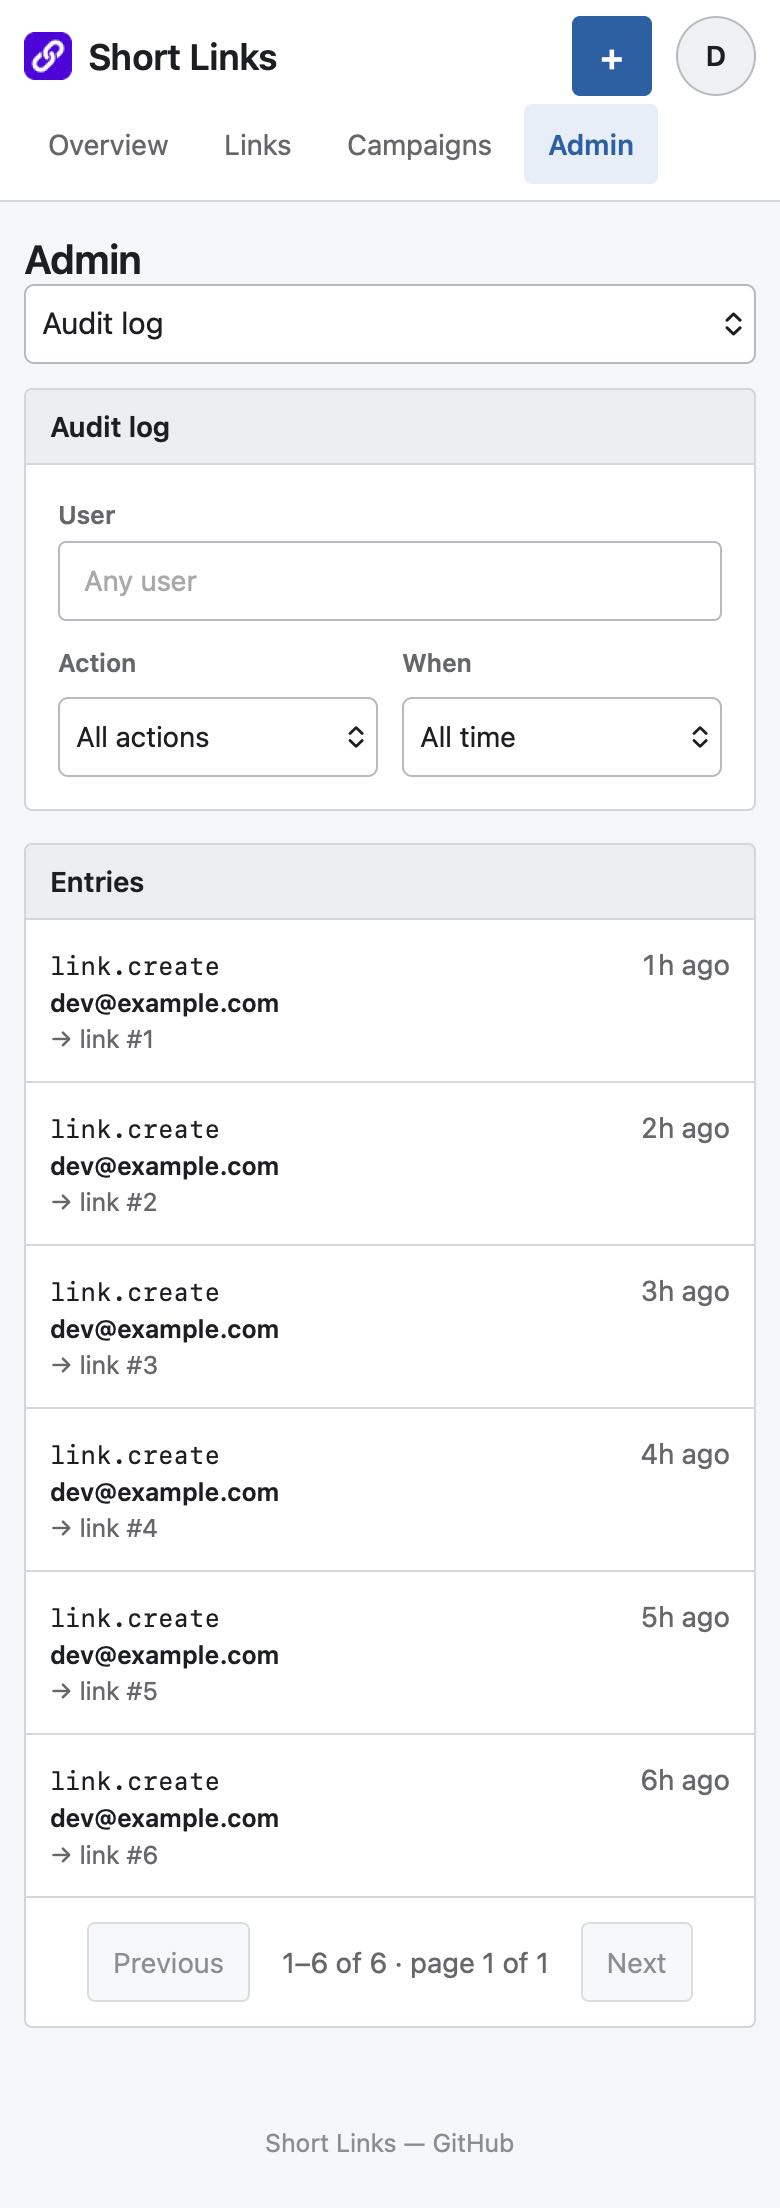 Short Links
+
D
Overview Links Campaigns Admin
Admin
Audit log
Audit log
User
Any user
Action When
All actions All time
Entries
link.create 1h ago
dev@example.com
→ link #1
link.create 2h ago
dev@example.com
→ link #2
link.create 3h ago
dev@example.com
→ link #3
link.create 4h ago
dev@example.com
→ link #4
link.create 5h ago
dev@example.com
→ link #5
link.create 6h ago
dev@example.com
→ link #6
Previous 1–6 of 6 · page 1 of 1 Next
Short Links — GitHub